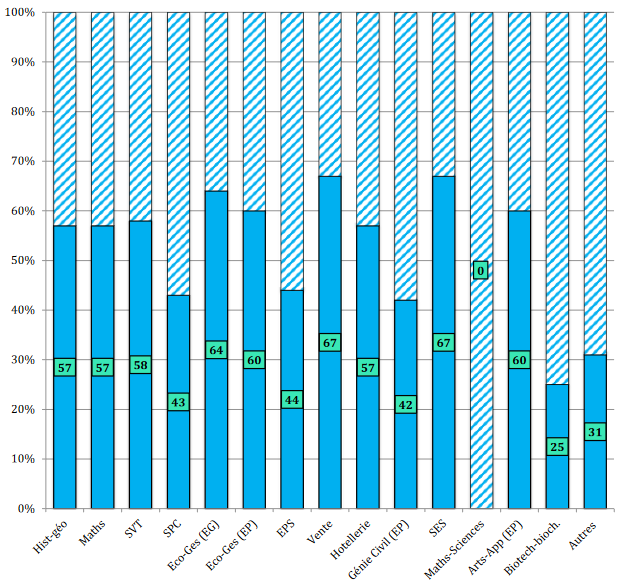 100%
90%
80%
70%
60%
50%
40%
30%
20%
10%
0%
57
57
58
43
64
60
44
67
57
42
67
0
60
25
31
Hist-géo
Maths
SVT
SPC
Eco-Ges (EG)
Eco-Ges (EP)
EPS
Vente
Hotellerie
Génie Civil (EP)
SES
Maths-Sciences
Arts-App (EP)
Biotech-bioch.
Autres